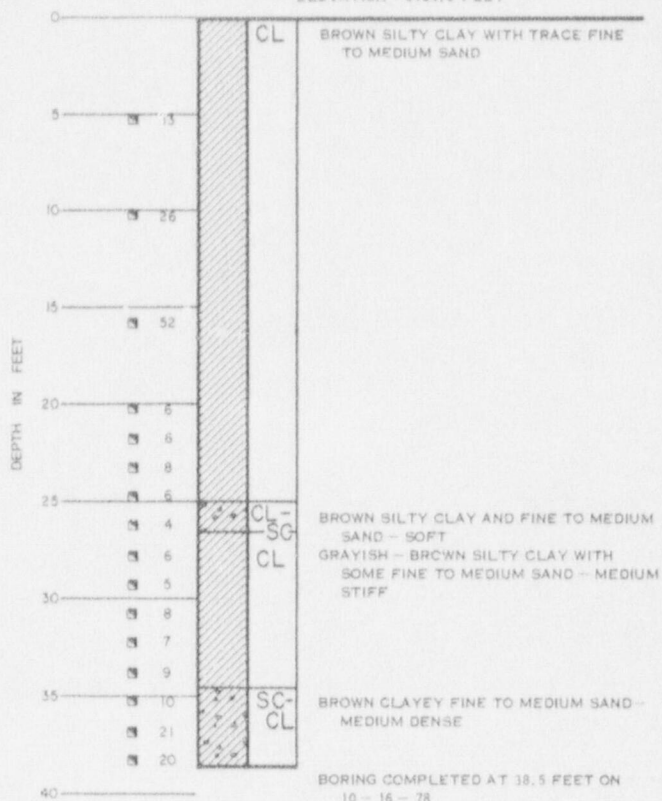 0
CL
BROWN SILTY CLAY WITH TRACE FINE
TO MEDIUM SAND
5
13
10
26
15
52
DEPTH IN FEET
20
6
6
8
25
6
CL-
SC
4
BROWN SILTY CLAY AND FINE TO MEDIUM
SAND - SOFT
CL
6
GRAYISH - BROWN SILTY CLAY WITH
SOME FINE TO MEDIUM SAND - MEDIUM
STIFF
5
30
8
7
9
35
10
SC-
CL
BROWN CLAYEY FINE TO MEDIUM SAND -
MEDIUM DENSE
21
20
40
BORING COMPLETED AT 38.5 FEET ON
10 - 16 - 78